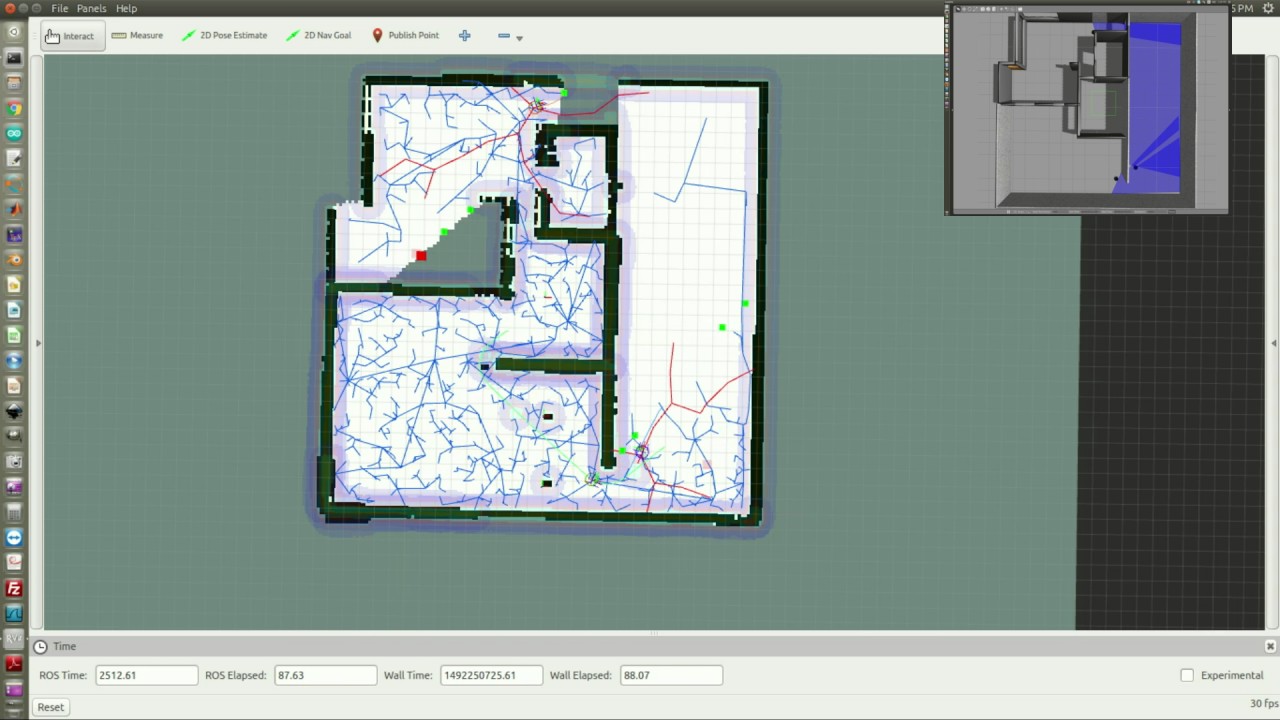 File Panels Help
5 PM
Interact Measure 2D Pose Estimate 2D Nav Goal Publish Point
Time
ROS Time: 2512.61 ROS Elapsed: 87.63 Wall Time: 1492250725.61 Wall Elapsed: 88.07 Experimental
Reset 30 fps